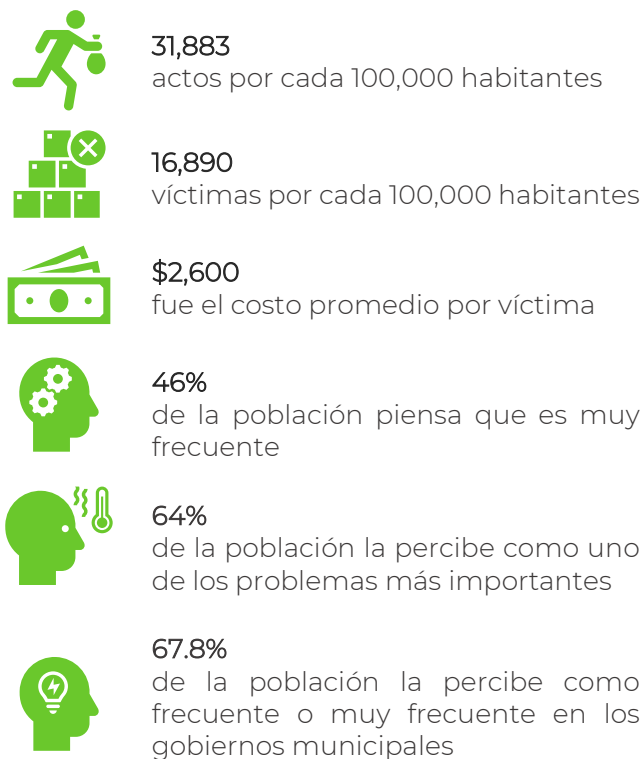 31,883
actos por cada 100,000 habitantes
16,890
víctimas por cada 100,000 habitantes
$2,600
fue el costo promedio por víctima
46%
de la población piensa que es muy
frecuente
64%
de la población la percibe como uno
de los problemas más importantes
67.8%
de la población la percibe como
frecuente o muy frecuente en los
gobiernos municipales